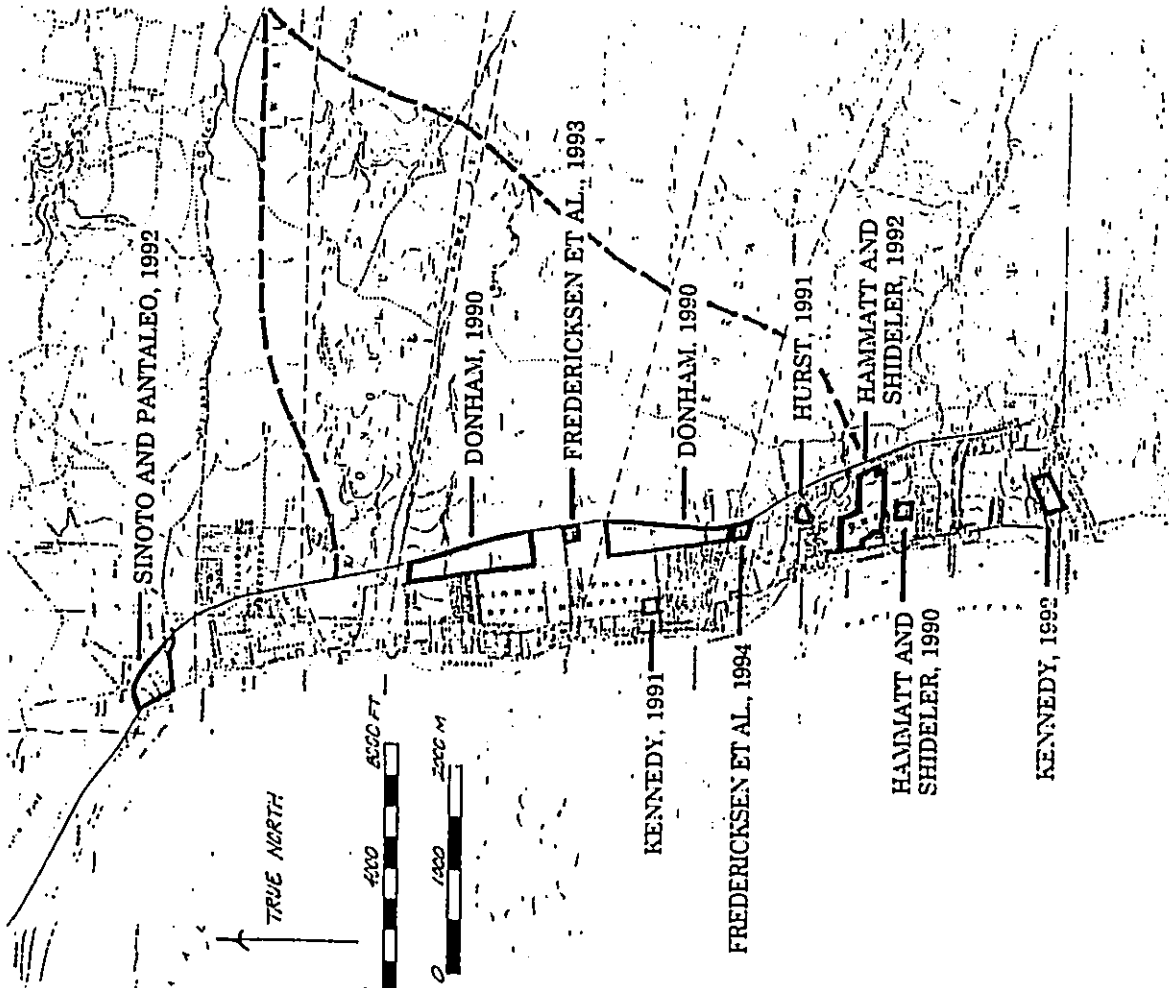 SINOTO AND PANTALEO, 1992
DONHAM, 1990
FREDERICKSEN ET AL., 1993
DONHAM, 1990
HURST, 1991
HAMMATT AND
SHIDELER, 1992
TRUE NORTH
4000
8000 FT
0
1000
2000 M
KENNEDY, 1991
FREDERICKSEN ET AL., 1994
HAMMATT AND
SHIDELER, 1990
KENNEDY, 1992